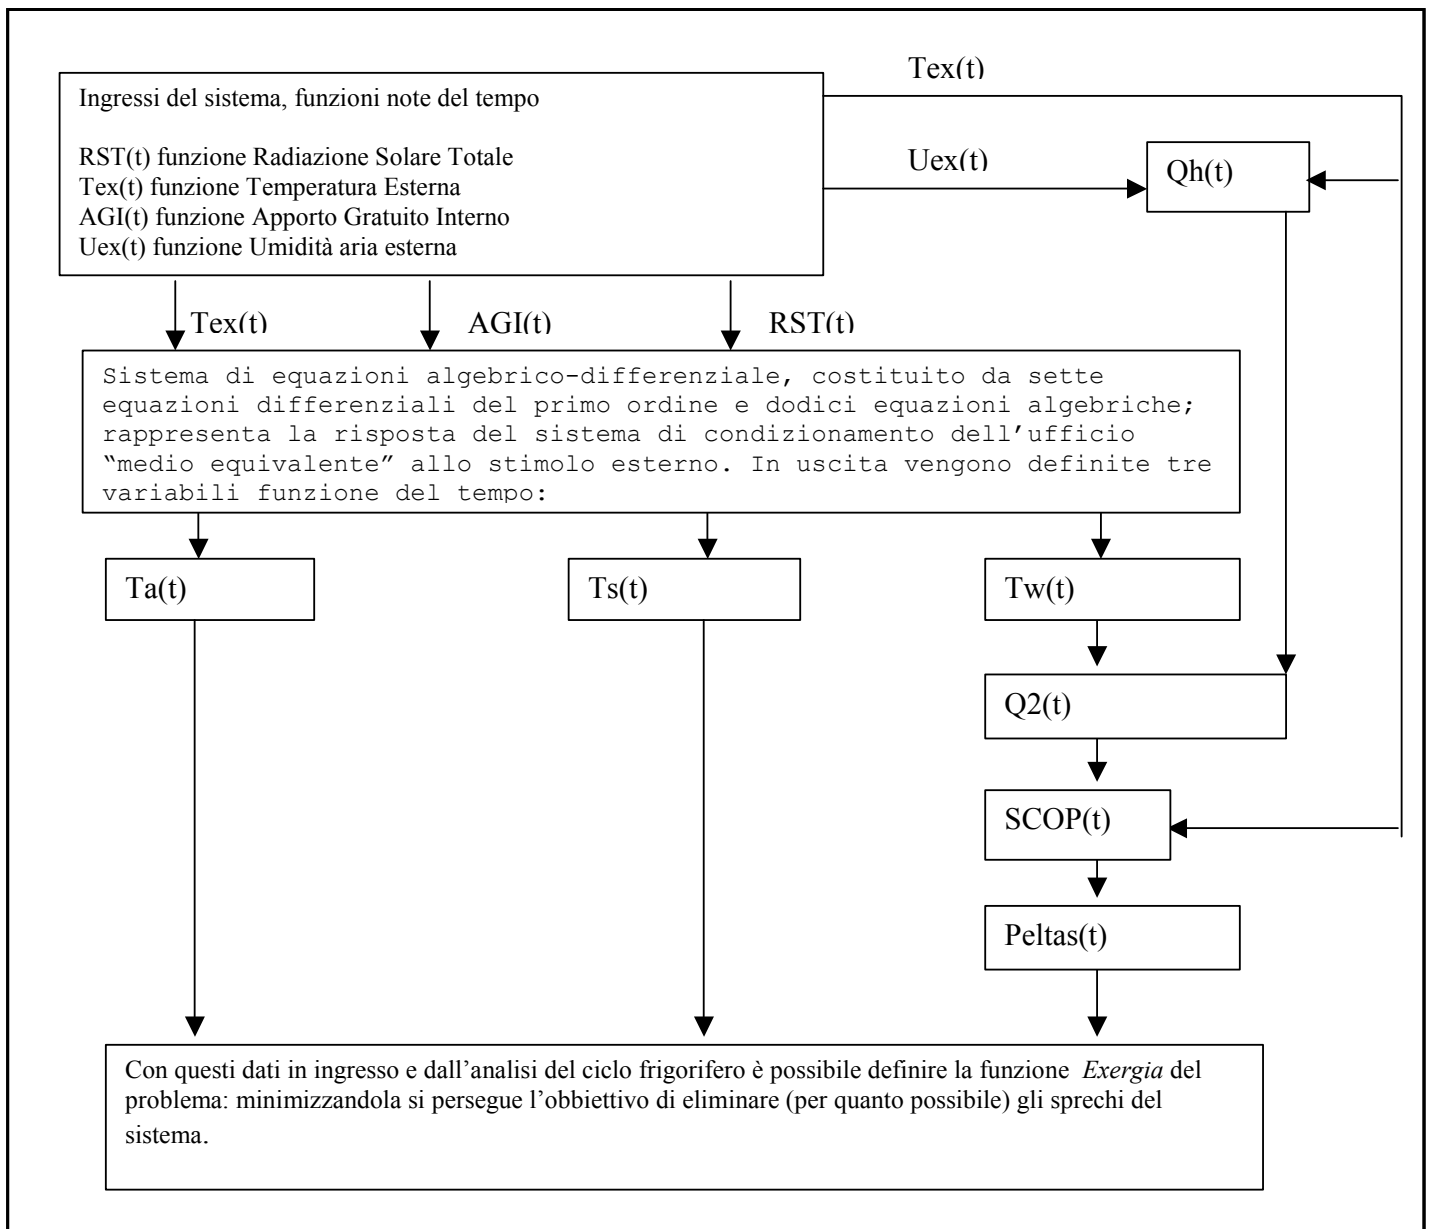 Tex(t)
Ingressi del sistema, funzioni note del tempo
RST(t) funzione Radiazione Solare Totale
Tex(t) funzione Temperatura Esterna
AGI(t) funzione Apporto Gratuito Interno
Uex(t) funzione Umidità aria esterna
Uex(t)
Qh(t)
Tex(t)
AGI(t)
RST(t)
Sistema di equazioni algebrico-differenziale, costituito da sette
equazioni differenziali del primo ordine e dodici equazioni algebriche;
rappresenta la risposta del sistema di condizionamento dell’ufficio
“medio equivalente” allo stimolo esterno. In uscita vengono definite tre
variabili funzione del tempo:
Ta(t)
Ts(t)
Tw(t)
Q2(t)
SCOP(t)
Peltas(t)
Con questi dati in ingresso e dall’analisi del ciclo frigorifero è possibile definire la funzione Exergia del
problema: minimizzandola si persegue l’obbiettivo di eliminare (per quanto possibile) gli sprechi del
sistema.